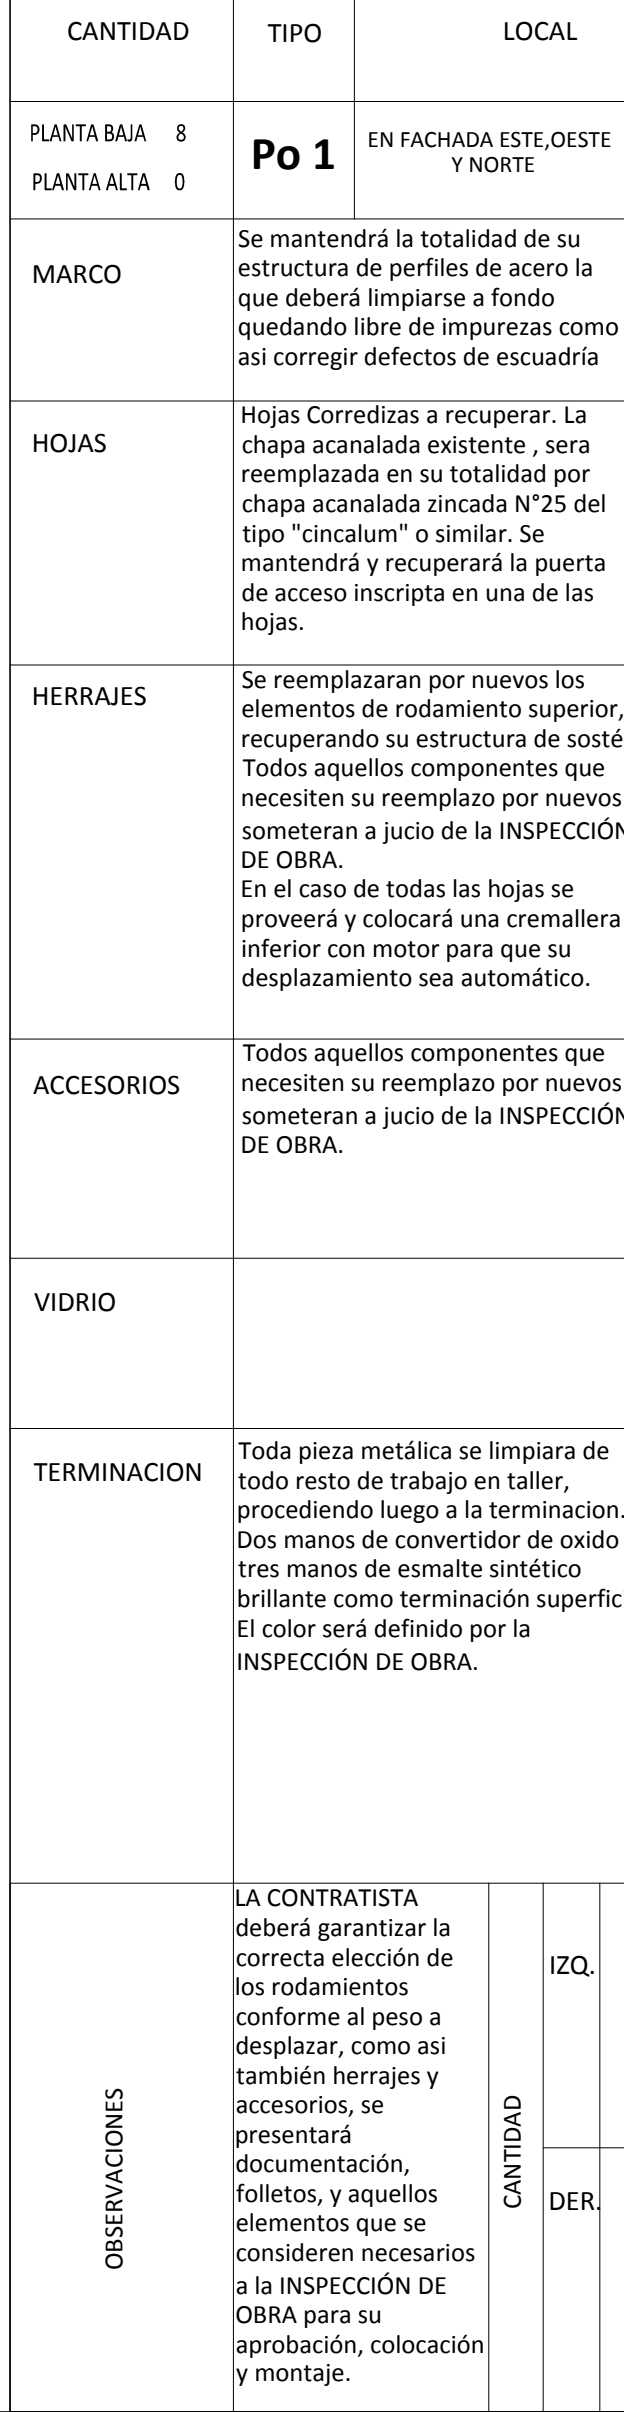 CANTIDAD TIPO LOCAL
PLANTA BAJA 8
PLANTA ALTA 0
Po 1
EN FACHADA ESTE,OESTE
Y NORTE
MARCO
Se mantendrá la totalidad de su
estructura de perfiles de acero la
que deberá limpiarse a fondo
quedando libre de impurezas como
asi corregir defectos de escuadría
HOJAS
Hojas Corredizas a recuperar. La
chapa acanalada existente , sera
reemplazada en su totalidad por
chapa acanalada zincada N°25 del
tipo "cincalum" o similar. Se
mantendrá y recuperará la puerta
de acceso inscripta en una de las
hojas.
HERRAJES
Se reemplazaran por nuevos los
elementos de rodamiento superior,
recuperando su estructura de sosté
Todos aquellos componentes que
necesiten su reemplazo por nuevos
someteran a jucio de la INSPECCIÓN
DE OBRA.
En el caso de todas las hojas se
proveerá y colocará una cremallera
inferior con motor para que su
desplazamiento sea automático.
ACCESORIOS
Todos aquellos componentes que
necesiten su reemplazo por nuevos
someteran a jucio de la INSPECCIÓN
DE OBRA.
VIDRIO
TERMINACION
Toda pieza metálica se limpiara de
todo resto de trabajo en taller,
procediendo luego a la terminacion.
Dos manos de convertidor de oxido
tres manos de esmalte sintético
brillante como terminación superfic
El color será definido por la
INSPECCIÓN DE OBRA.
OBSERVACIONES
LA CONTRATISTA
deberá garantizar la
correcta elección de
los rodamientos
conforme al peso a
desplazar, como asi
también herrajes y
accesorios, se
presentará
documentación,
folletos, y aquellos
elementos que se
consideren necesarios
a la INSPECCIÓN DE
OBRA para su
aprobación, colocación
y montaje.
CANTIDAD
IZQ.
DER.